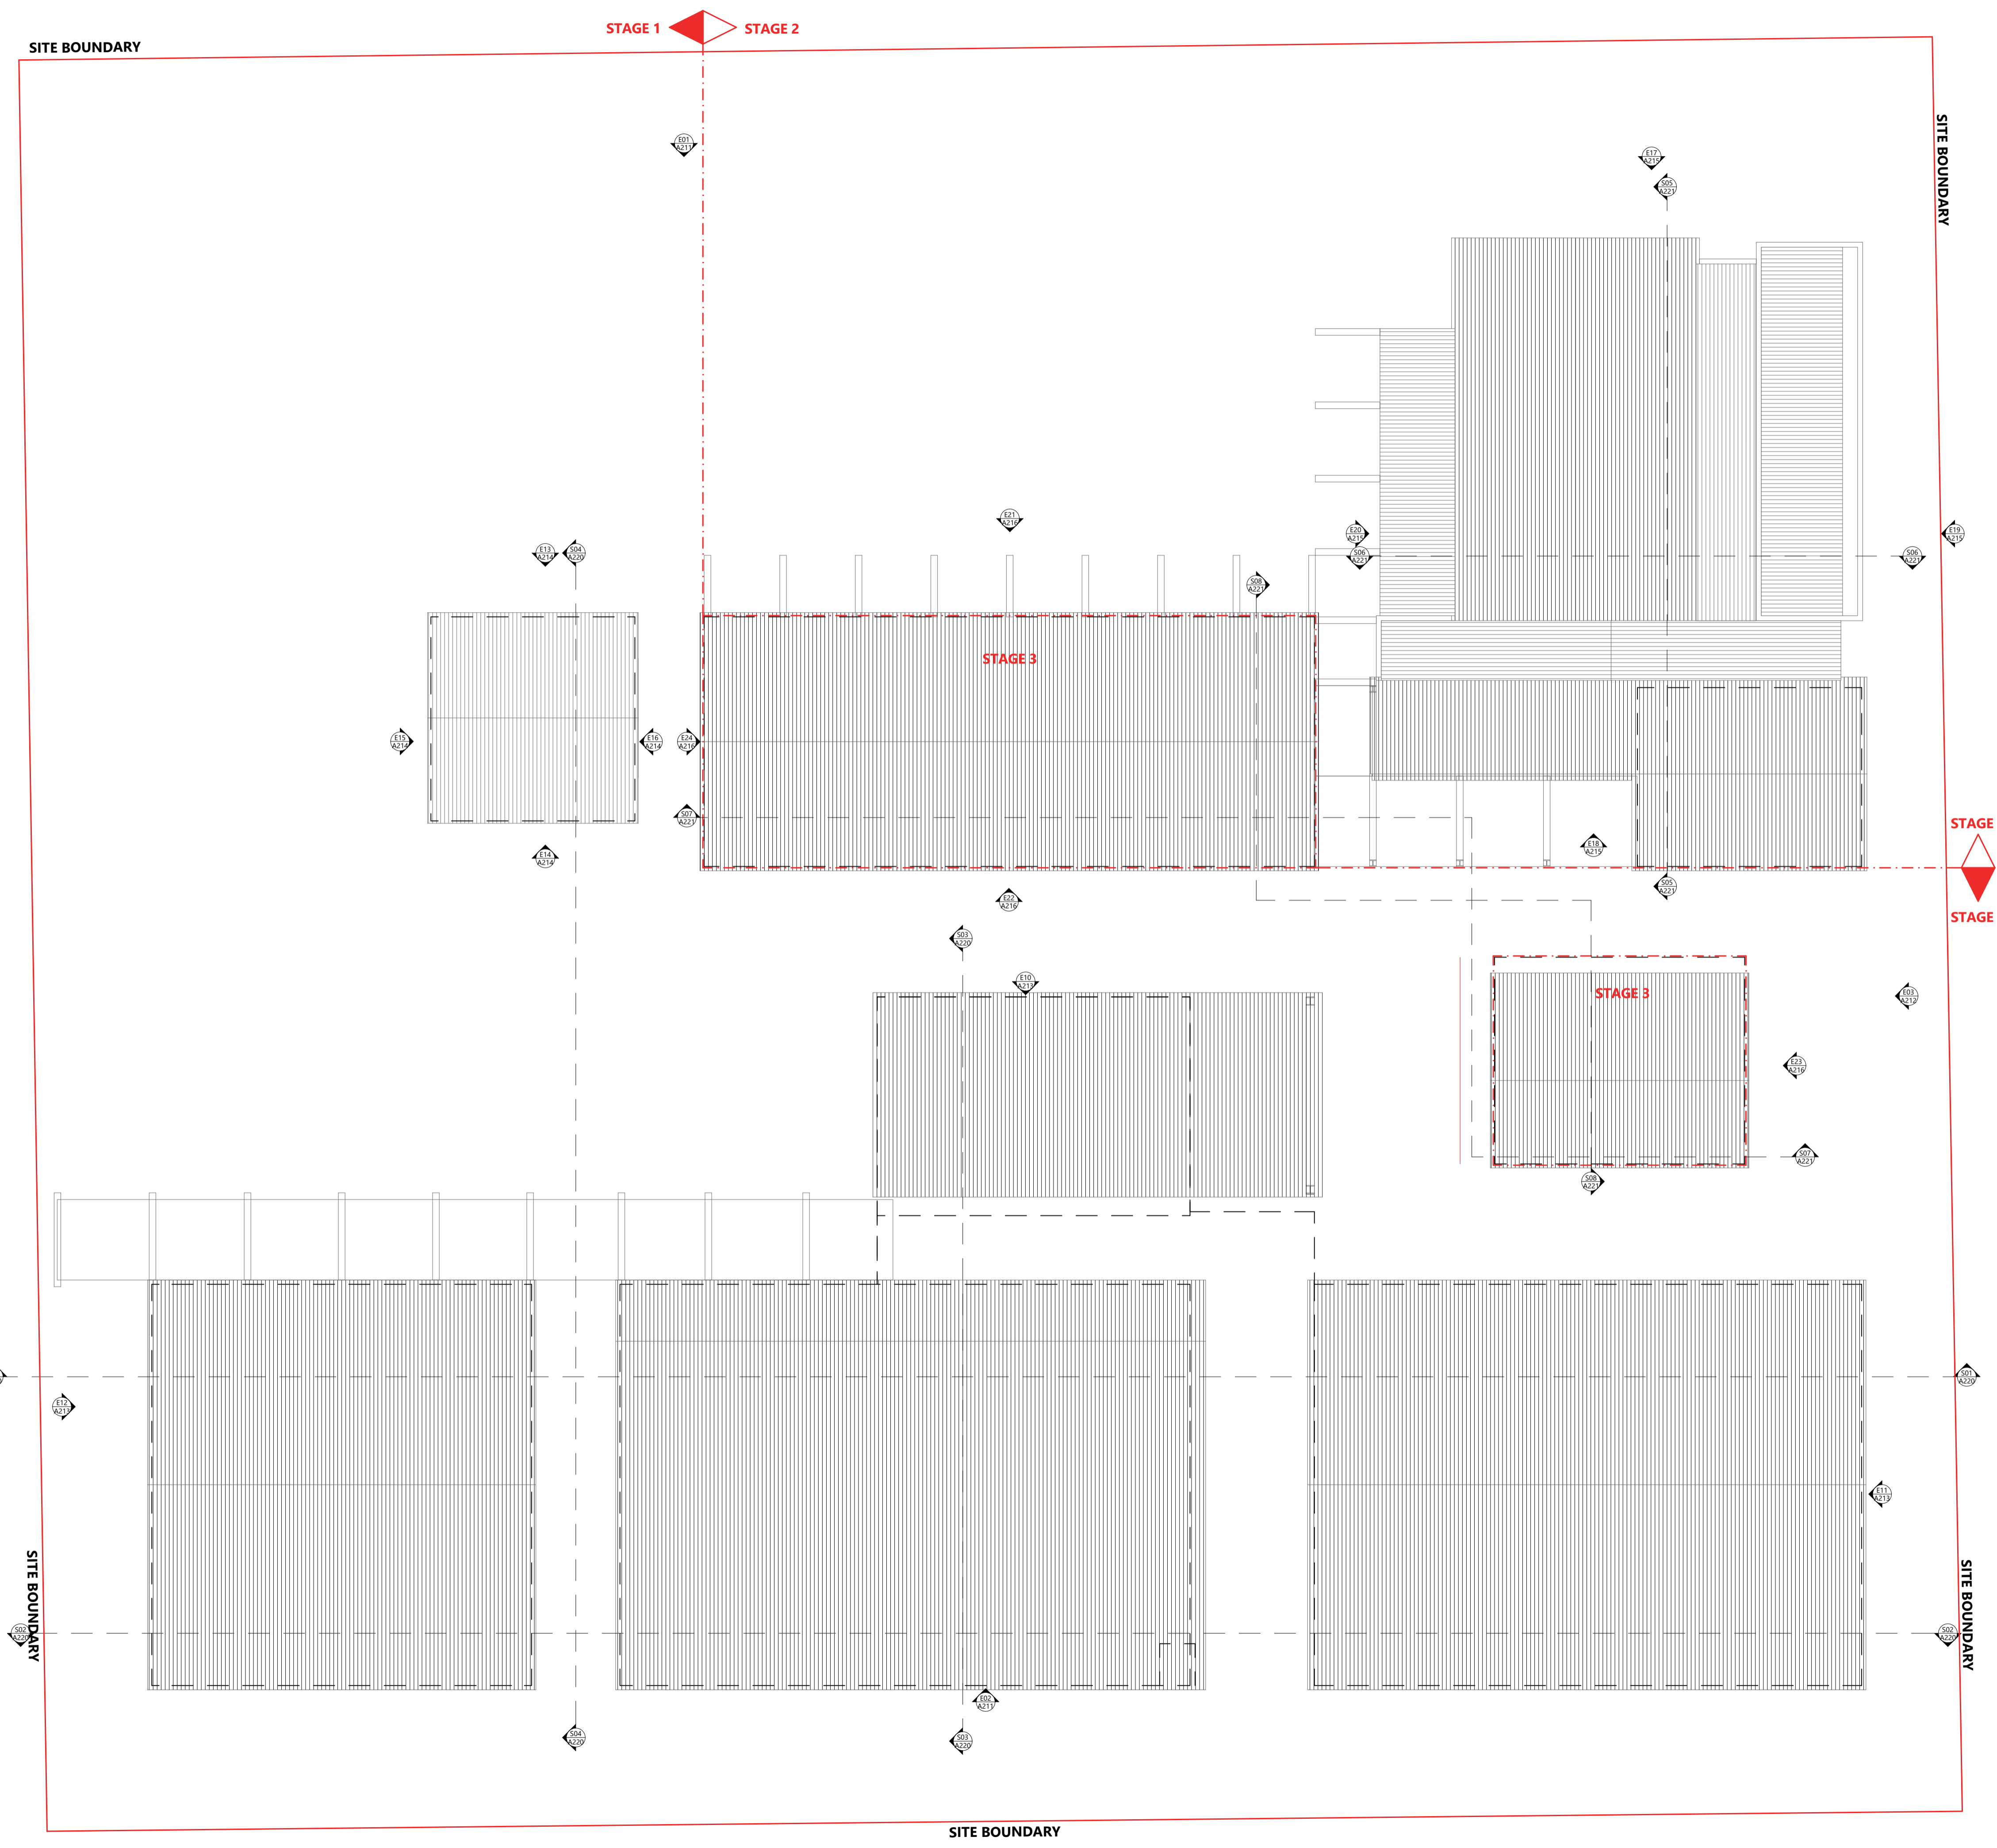 STAGE 1
STAGE 2
SITE BOUNDARY
SITE BOUNDARY
E01
A211
E17
A215
S05
A221
E21
A216
E20
A215
E19
A215
E13
A214
S04
A220
S06
A221
S06
A221
S08
A221
STAGE 3
E15
A214
E16
A214
E24
A216
S07
A221
STAGE
E18
A215
E14
A214
S05
A221
E22
A216
STAGE
S03
A220
E10
A213
STAGE 3
E03
A212
E23
A216
S07
A221
S08
A221
S01
A220
E12
A213
E11
A213
SITE BOUNDARY
SITE BOUNDARY
S02
A220
S02
A220
E02
A211
S04
A220
S03
A220
SITE BOUNDARY